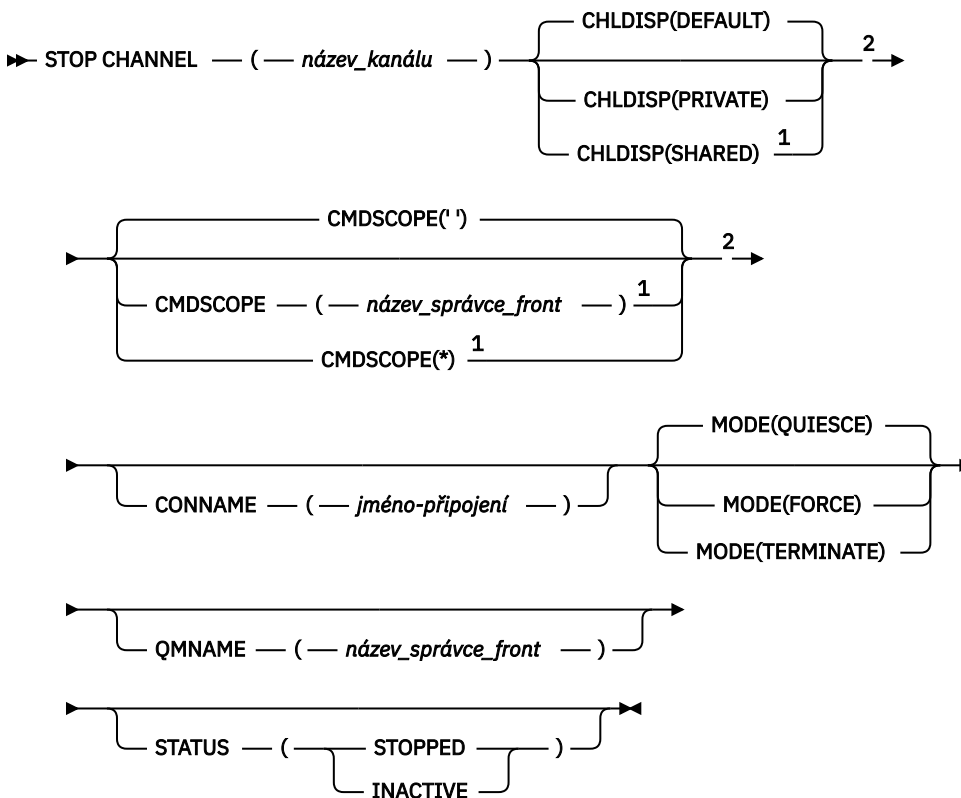 CHLDISP(DEFAULT)
STOP CHANNEL ( název_kanálu ) 2
CHLDISP(PRIVATE)
CHLDISP(SHARED) 1
CMDSCOPE(' ')
2
CMDSCOPE ( název_správce_front ) 1
CMDSCOPE(*) 1
MODE(QUIESCE)
CONNAME ( jméno-připojení ) MODE(FORCE)
MODE(TERMINATE)
QMNAME ( název_správce_front )
STATUS ( STOPPED )
INACTIVE